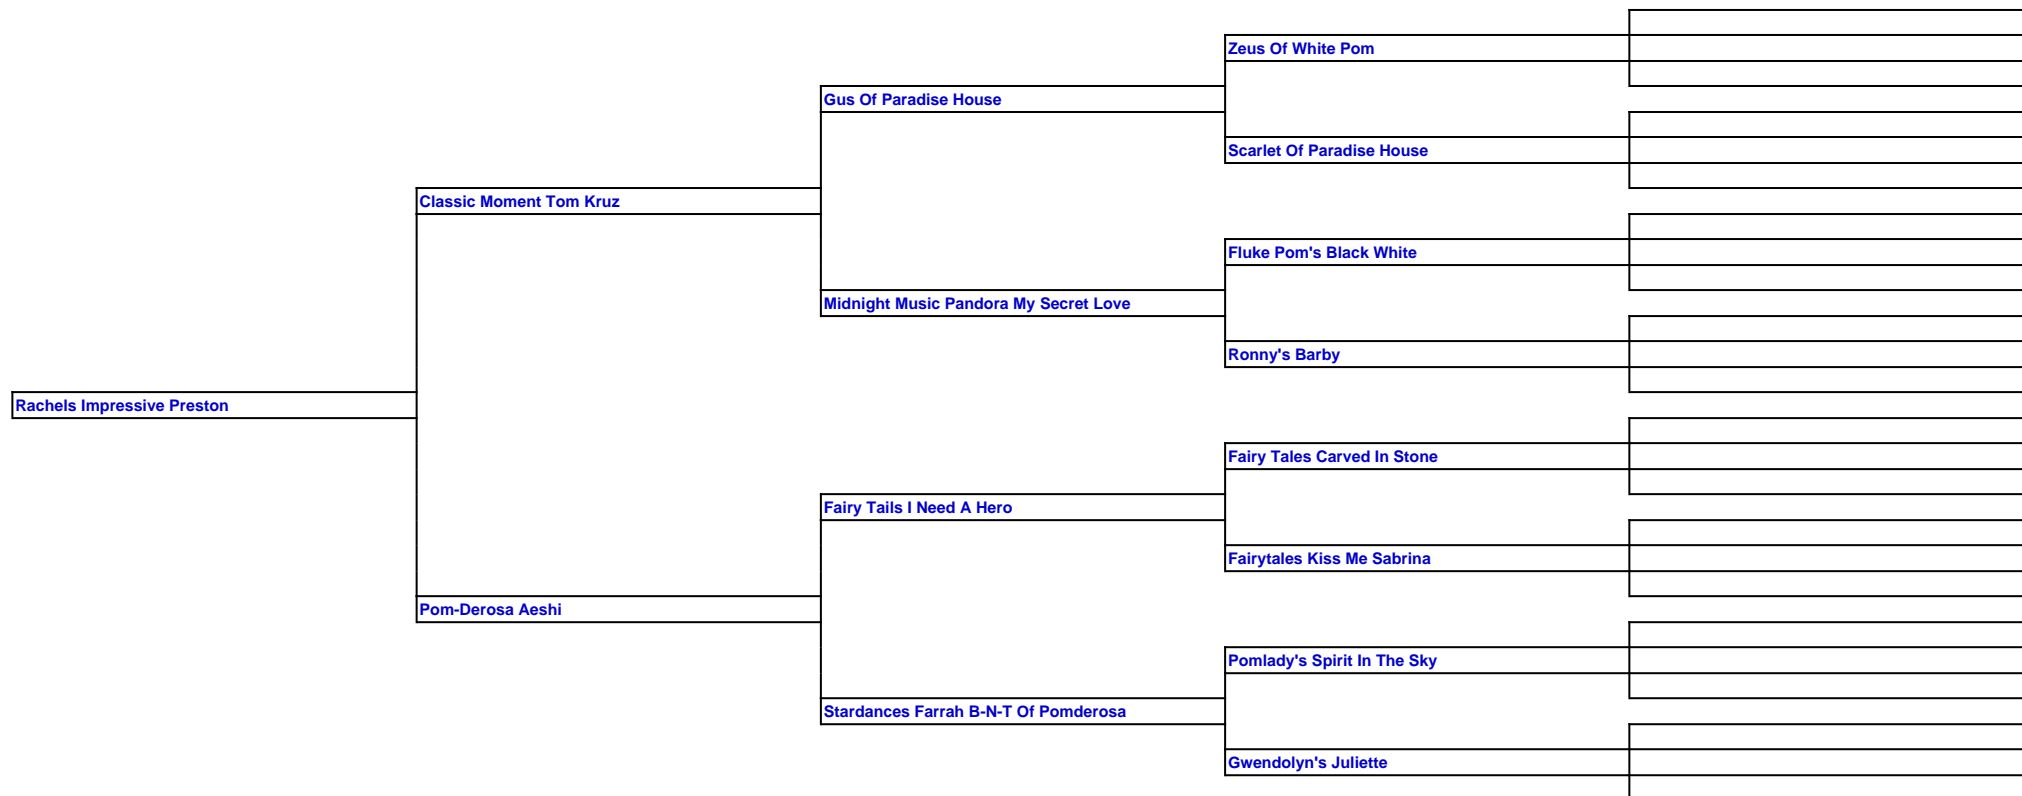 Zeus Of White Pom
Gus Of Paradise House
Scarlet Of Paradise House
Classic Moment Tom Kruz
Fluke Pom's Black White
Midnight Music Pandora My Secret Love
Ronny's Barby
Rachels Impressive Preston
Fairy Tales Carved In Stone
Fairy Tails I Need A Hero
Fairytales Kiss Me Sabrina
Pom-Derosa Aeshi
Pomlady's Spirit In The Sky
Stardances Farrah B-N-T Of Pomderosa
Gwendolyn's Juliette